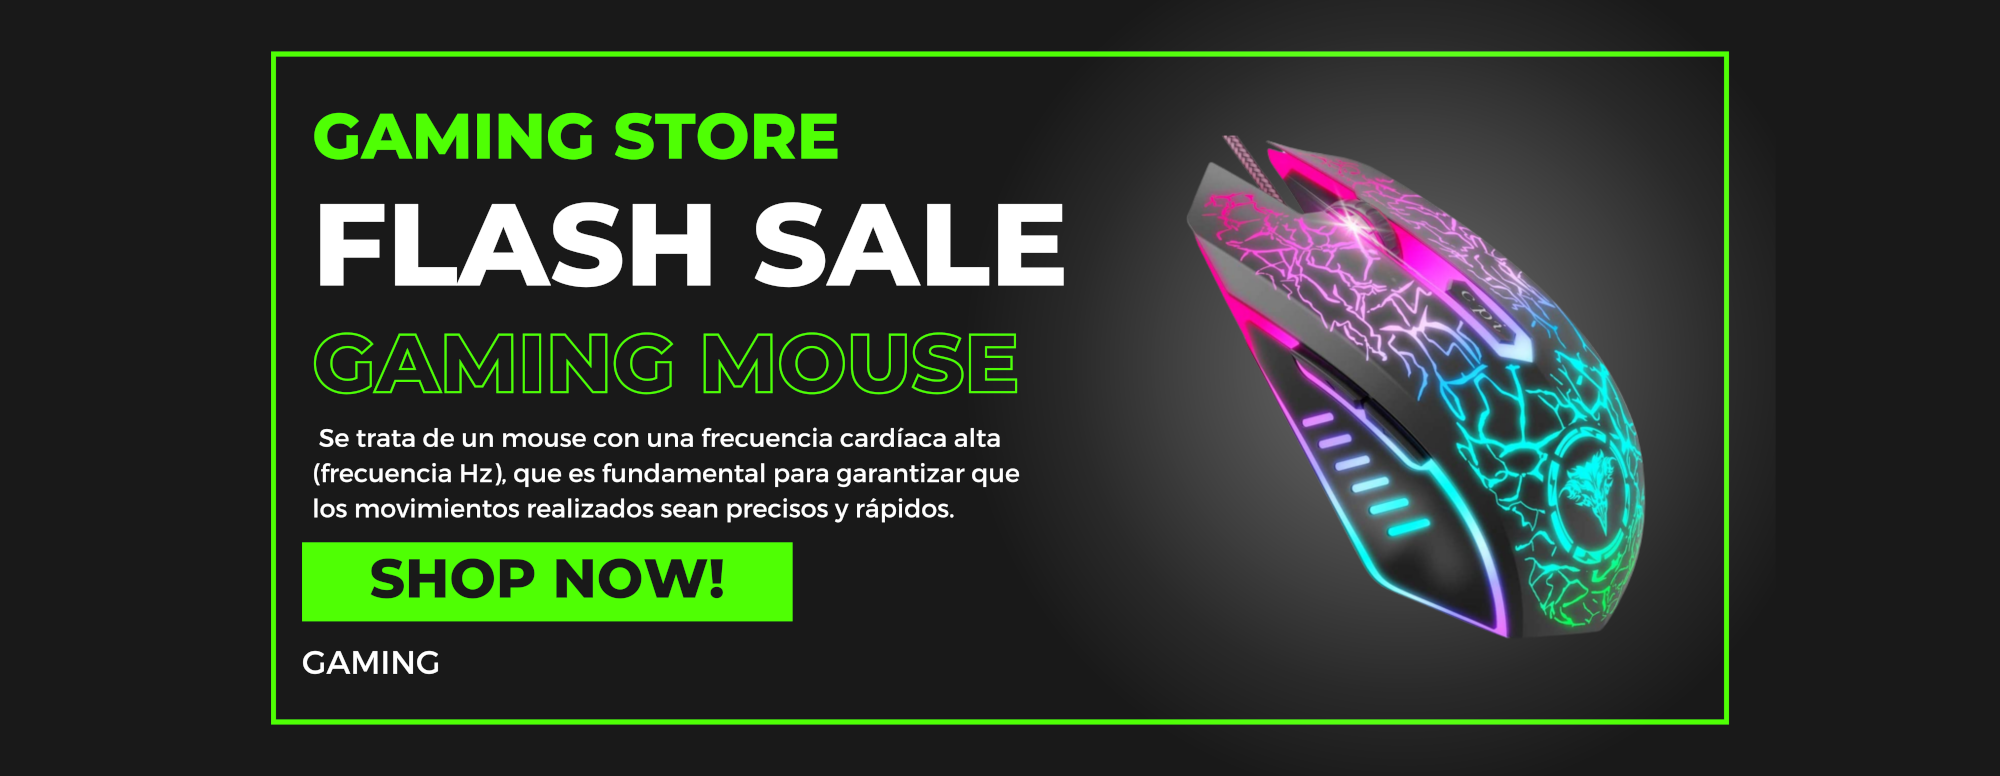 GAMING STORE
FLASH SALE
GAMING MOUSE
Se trata de un mouse con una frecuencia cardíaca alta
(frecuencia Hz), que es fundamental para garantizar que
los movimientos realizados sean precisos y rápidos.
SHOP NOW!
GAMING
cpi